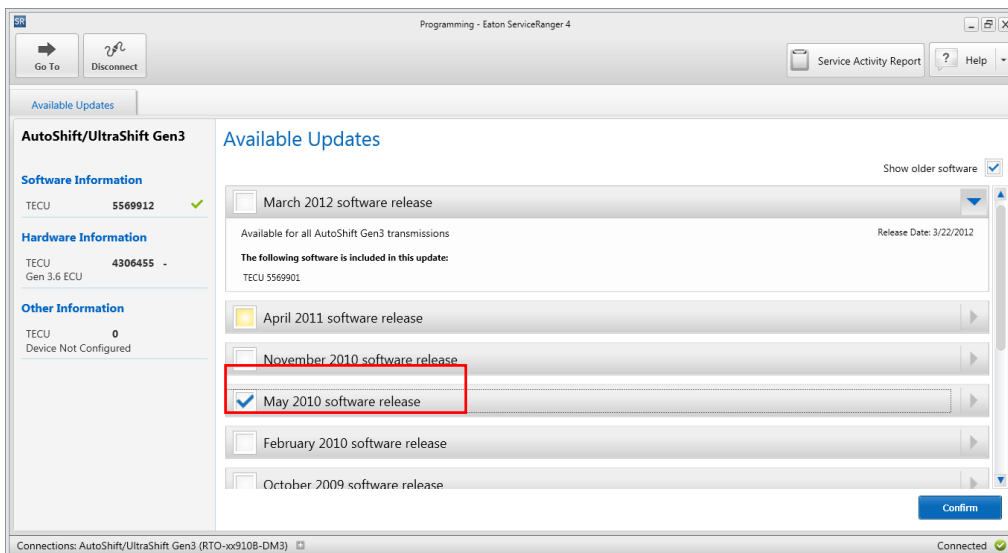 SR
Programming - Eaton ServiceRanger 4
Go To
Disconnect
Service Activity Report
? Help
Available Updates
AutoShift/UltraShift Gen3
Software Information
TECU 5569912
Hardware Information
TECU 4306455 -
Gen 3.6 ECU
Other Information
TECU 0
Device Not Configured
Available Updates
Show older software
March 2012 software release
Available for all AutoShift Gen3 transmissions
Release Date: 3/22/2012
The following software is included in this update:
TECU 5569901
April 2011 software release
November 2010 software release
May 2010 software release
February 2010 software release
October 2009 software release
Confirm
Connections: AutoShift/UltraShift Gen3 (RTO-xx910B-DM3)
Connected